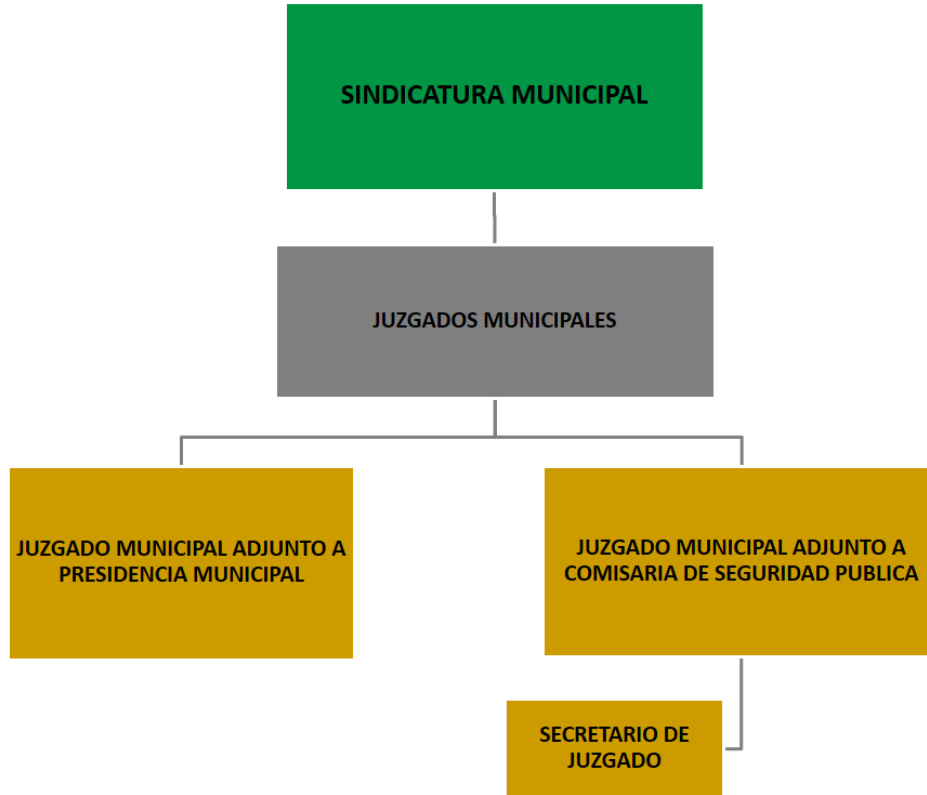 SINDICATURA MUNICIPAL
JUZGADOS MUNICIPALES
JUZGADO MUNICIPAL ADJUNTO A
PRESIDENCIA MUNICIPAL
JUZGADO MUNICIPAL ADJUNTO A
COMISARIA DE SEGURIDAD PUBLICA
SECRETARIO DE
JUZGADO